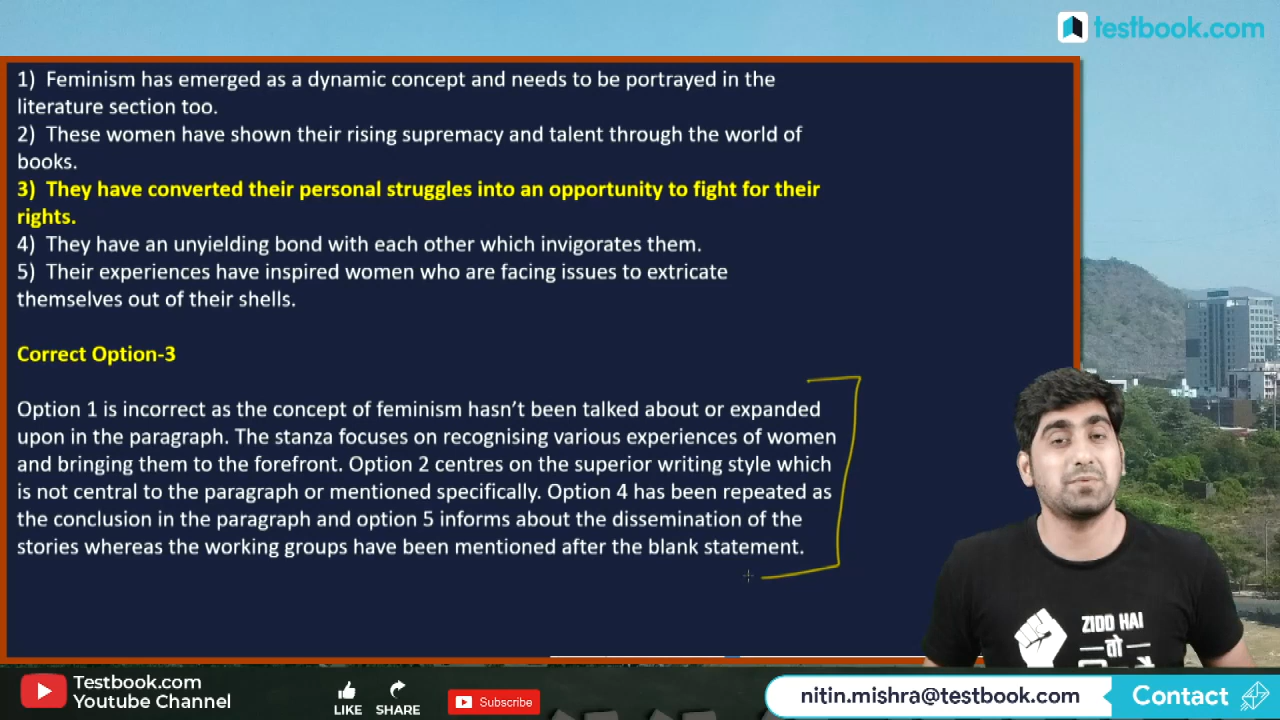 testbook.com
1) Feminism has emerged as a dynamic concept and needs to be portrayed in the
literature section too.
2) These women have shown their rising supremacy and talent through the world of
books.
3) They have converted their personal struggles into an opportunity to fight for their
rights.
4) They have an unyielding bond with each other which invigorates them.
5) Their experiences have inspired women who are facing issues to extricate
themselves out of their shells.
Correct Option-3
Option 1 is incorrect as the concept of feminism hasn't been talked about or expanded
upon in the paragraph. The stanza focuses on recognising various experiences of women
and bringing them to the forefront. Option 2 centres on the superior writing style which
is not central to the paragraph or mentioned specifically. Option 4 has been repeated as
the conclusion in the paragraph and option 5 informs about the dissemination of the
stories whereas the working groups have been mentioned after the blank statement.
ZIDD HAI
तो
Testbook.com
Youtube Channel
LIKE
SHARE
Subscribe
nitin.mishra@testbook.com
Contact